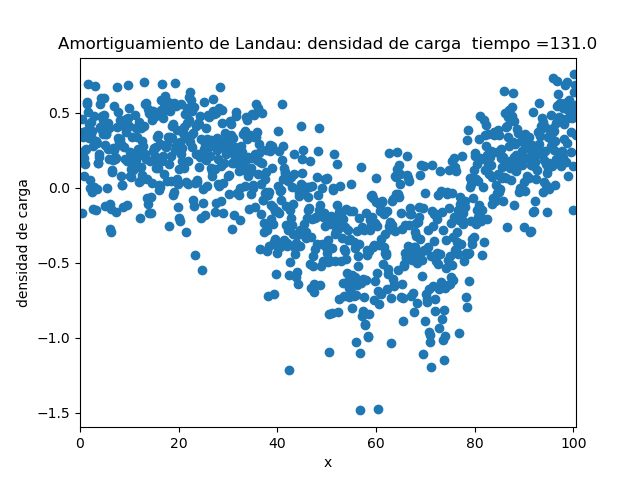 Amortiguamiento de Landau: densidad de carga  tiempo =131.0
densidad de carga
0.5
0.0
−0.5
−1.0
−1.5
0 20 40 60 80 100
x